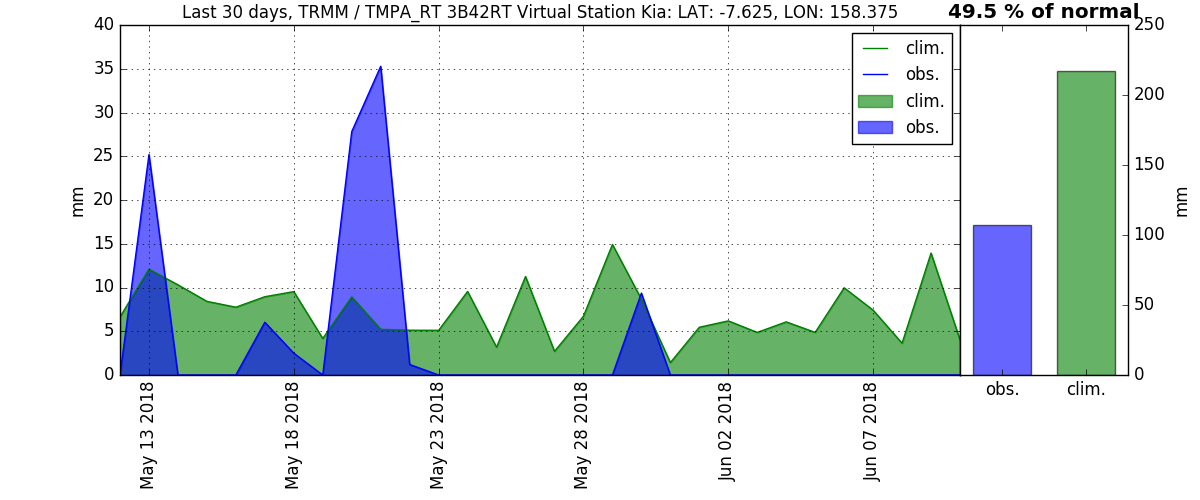 Last 30 days, TRMM / TMPA_RT 3B42RT Virtual Station Kia: LAT: -7.625, LON: 158.375
49.5 % of normal
40
35
30
25
20
15
10
5
0
mm
clim.
obs.
clim.
obs.
May 13 2018
May 18 2018
May 23 2018
May 28 2018
Jun 02 2018
Jun 07 2018
250
200
150
100
50
0
mm
obs.
clim.